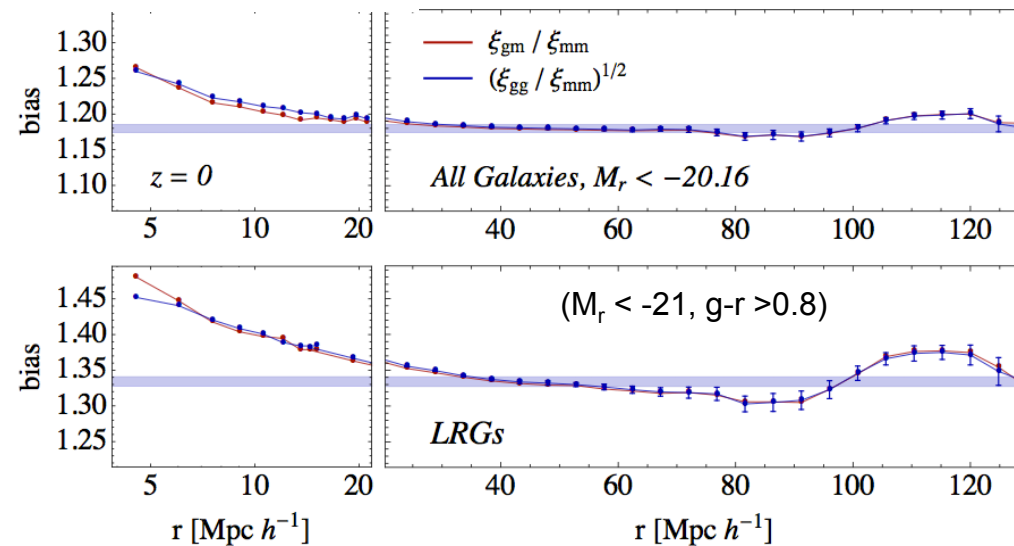 ξgm / ξmm
(ξgg / ξmm)^1/2
bias
1.30
1.25
1.20
1.15
1.10
z = 0
All Galaxies, Mr < −20.16
5 10 20 40 60 80 100 120
(Mr < -21, g-r >0.8)
bias
1.45
1.40
1.35
1.30
1.25
LRGs
5 10 20 40 60 80 100 120
r [Mpc h^−1] r [Mpc h^−1]